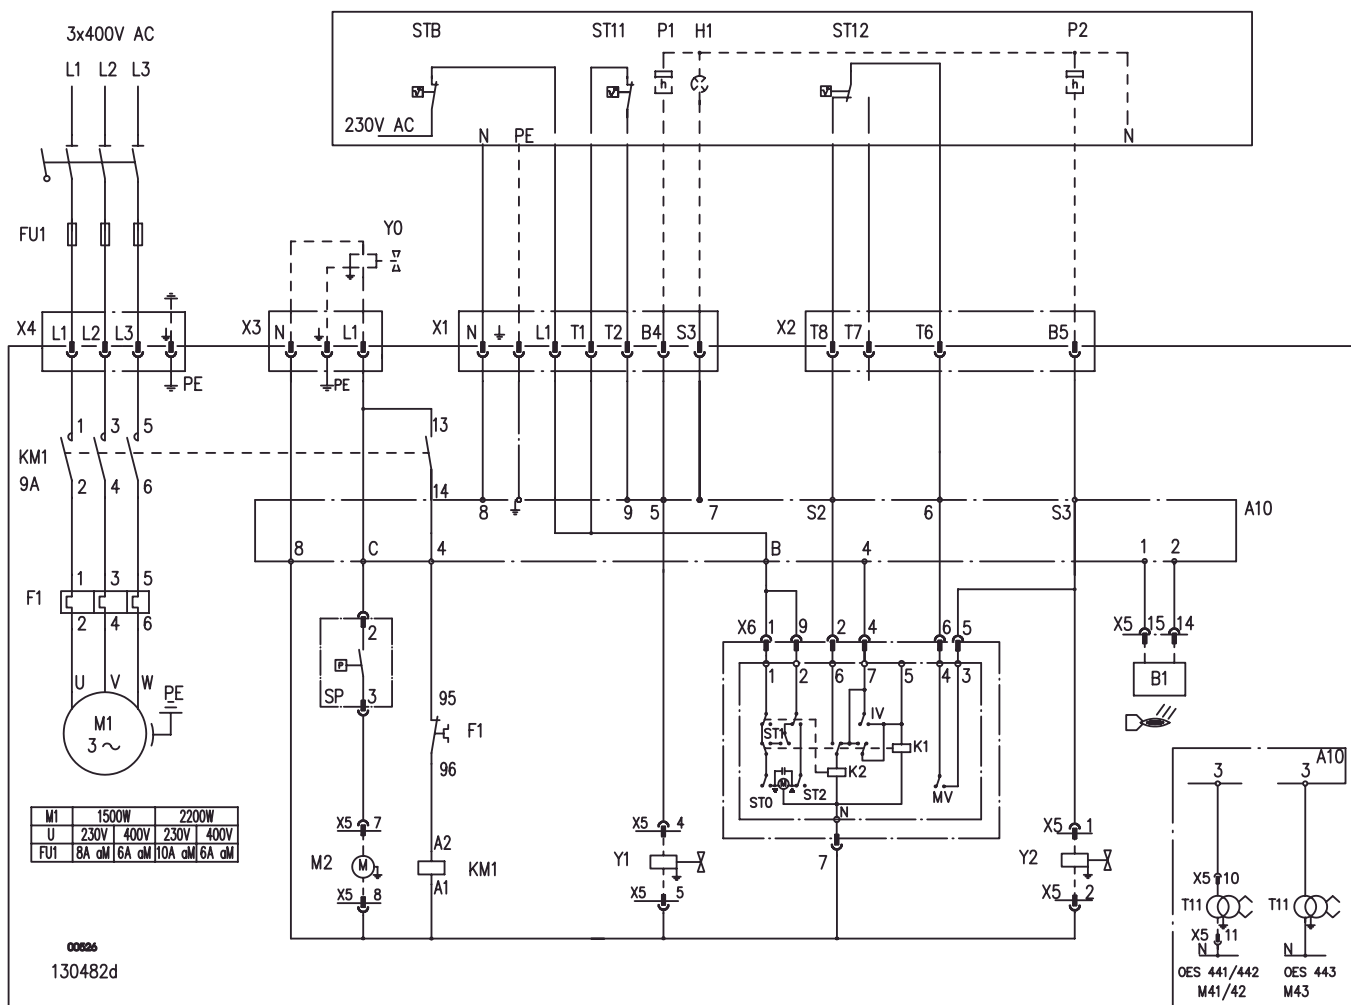 3x400V AC
L1 L2 L3
STB ST11 P1 H1 ST12 P2
h h
230V AC N PE N
FU1
Y0
X4 L1 L2 L3 X3 N L1 X1 N L1 T1 T2 B4 S3 X2 T8 T7 T6 B5
PE PE
1 3 5 13
KM1
9A 2 4 6 14
8 9 5 7 S2 6 S3 A10
8 C 4 B 4 1 2
F1 1 3 5
2 4 6
2
P
SP 3
X6 1 9 2 4 6 5
X5 15 14
B1
1 2 6 7 5 4 3
U V W PE
M1
3 ~
95
F1
96
ST1 IV K1
K2
M
ST0 ST2 MV
N
7
A10
3 3
M1 1500W 2200W
U 230V 400V 230V 400V
FU1 8A aM 6A aM 10A aM 6A aM
X5 7
M2 M
X5 8
A2
KM1
A1
X5 4
Y1
X5 5
X5 1
Y2
X5 2
X5 10
T11 T11
X5 11
N N
OES 441/442 OES 443
M41/42 M43
00526
130482d